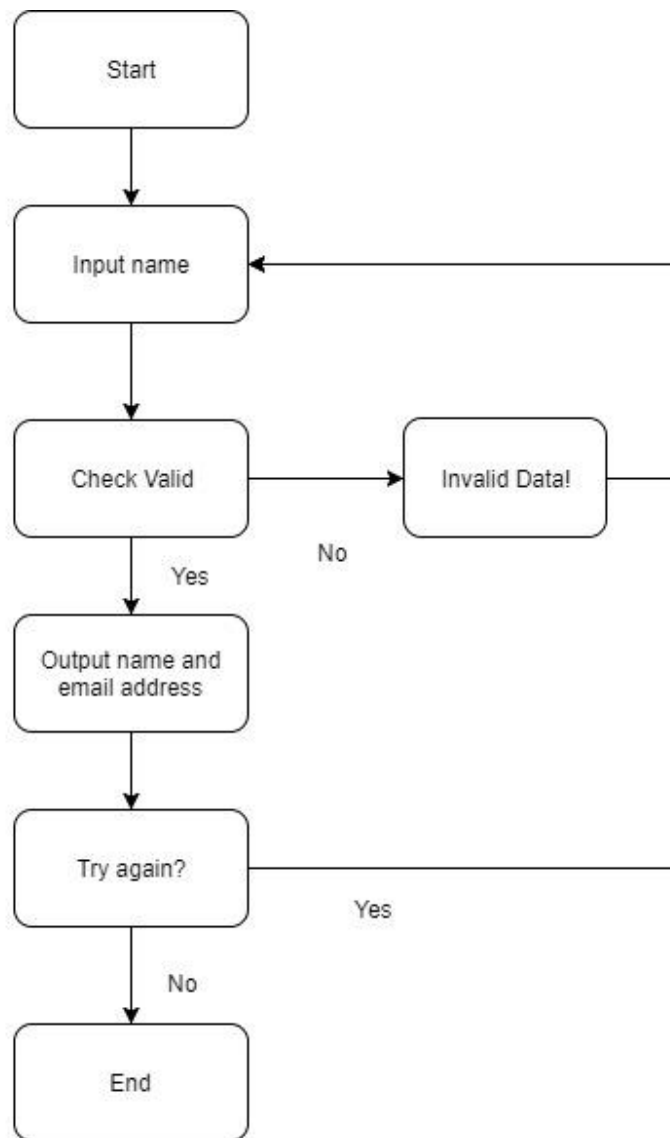 Start
Input name
Check Valid
Invalid Data!
No
Yes
Output name and
email address
Try again?
Yes
No
End